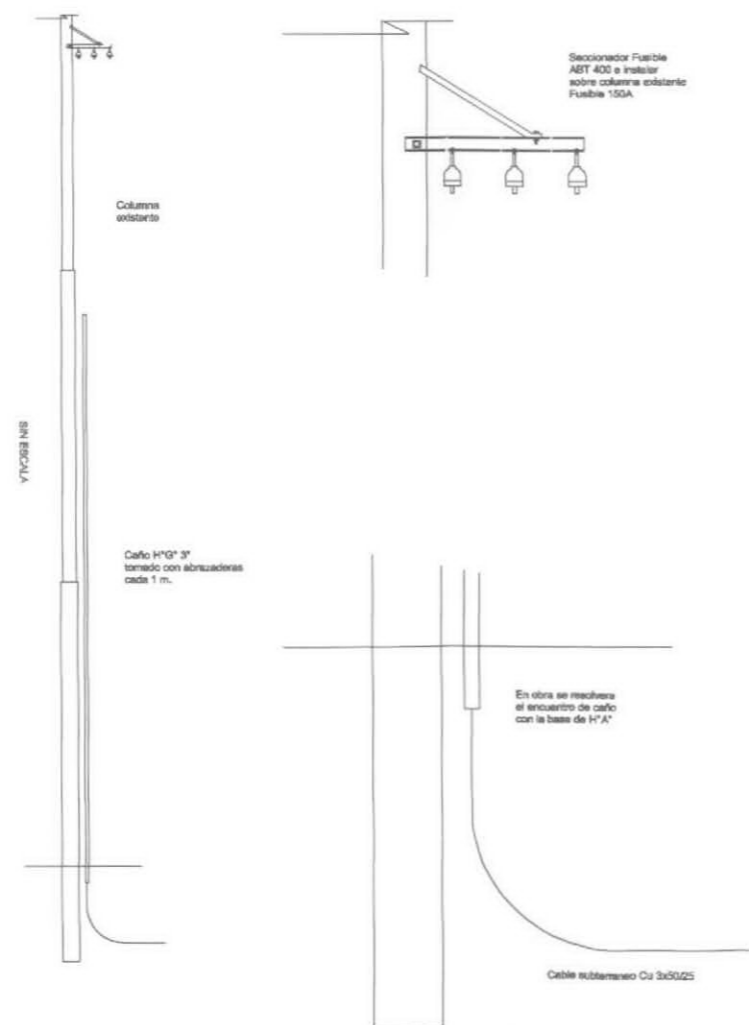 Seccionador Fusible
ABT 400 a instalar
sobre columna existente
Fusible 150A
Columna
existente
SIN ESCALA
Caño H°G° 3"
tomado con abrazaderas
cada 1 m.
En obra se resolvera
el encuentro de caño
con la base de H°A°
Cable subterraneo Cu 3x50/25